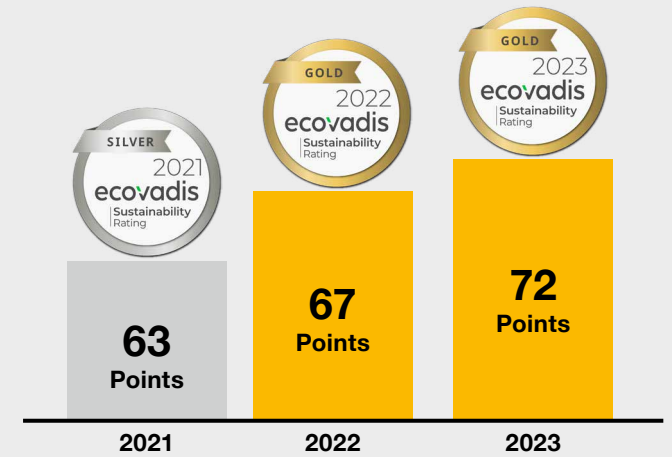 SILVER
2021
ecovadis
Sustainability
Rating
63
Points
2021
GOLD
2022
ecovadis
Sustainability
Rating
67
Points
2022
GOLD
2023
ecovadis
Sustainability
Rating
72
Points
2023